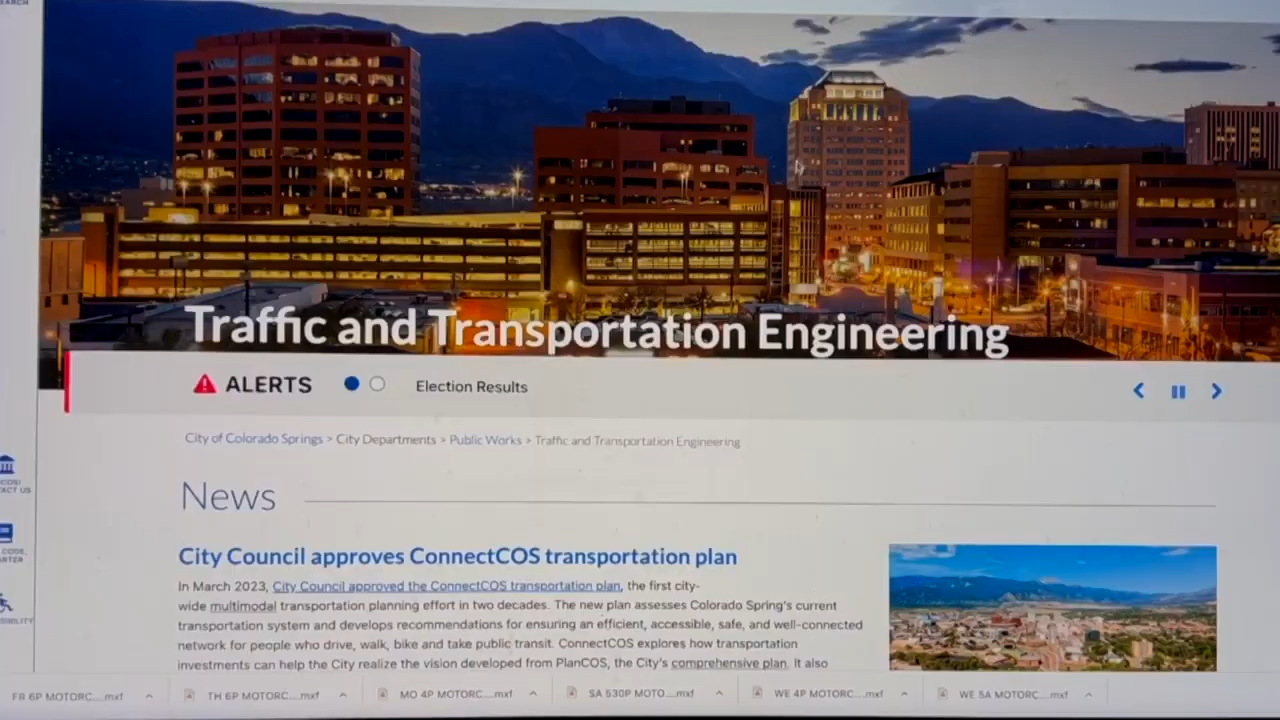 Traffic and Transportation Engineering
ALERTS
Election Results
City of Colorado Springs > City Departments > Public Works > Traffic and Transportation Engineering
News
City Council approves ConnectCOS transportation plan
In March 2023, City Council approved the ConnectCOS transportation plan, the first city-
wide multimodal transportation planning effort in two decades. The new plan assesses Colorado Spring's current
transportation system and develops recommendations for ensuring an efficient, accessible, safe, and well-connected
network for people who drive, walk, bike and take public transit. ConnectCOS explores how transportation
investments can help the City realize the vision developed from PlanCOS, the City's comprehensive plan. It also
FR 6P MOTORC....mxf
TH 6P MOTORC....mxf
MO 4P MOTORC....mxf
SA 530P MOTO....mxf
WE 4P MOTORC....mxf
WE 5A MOTORC....mxf